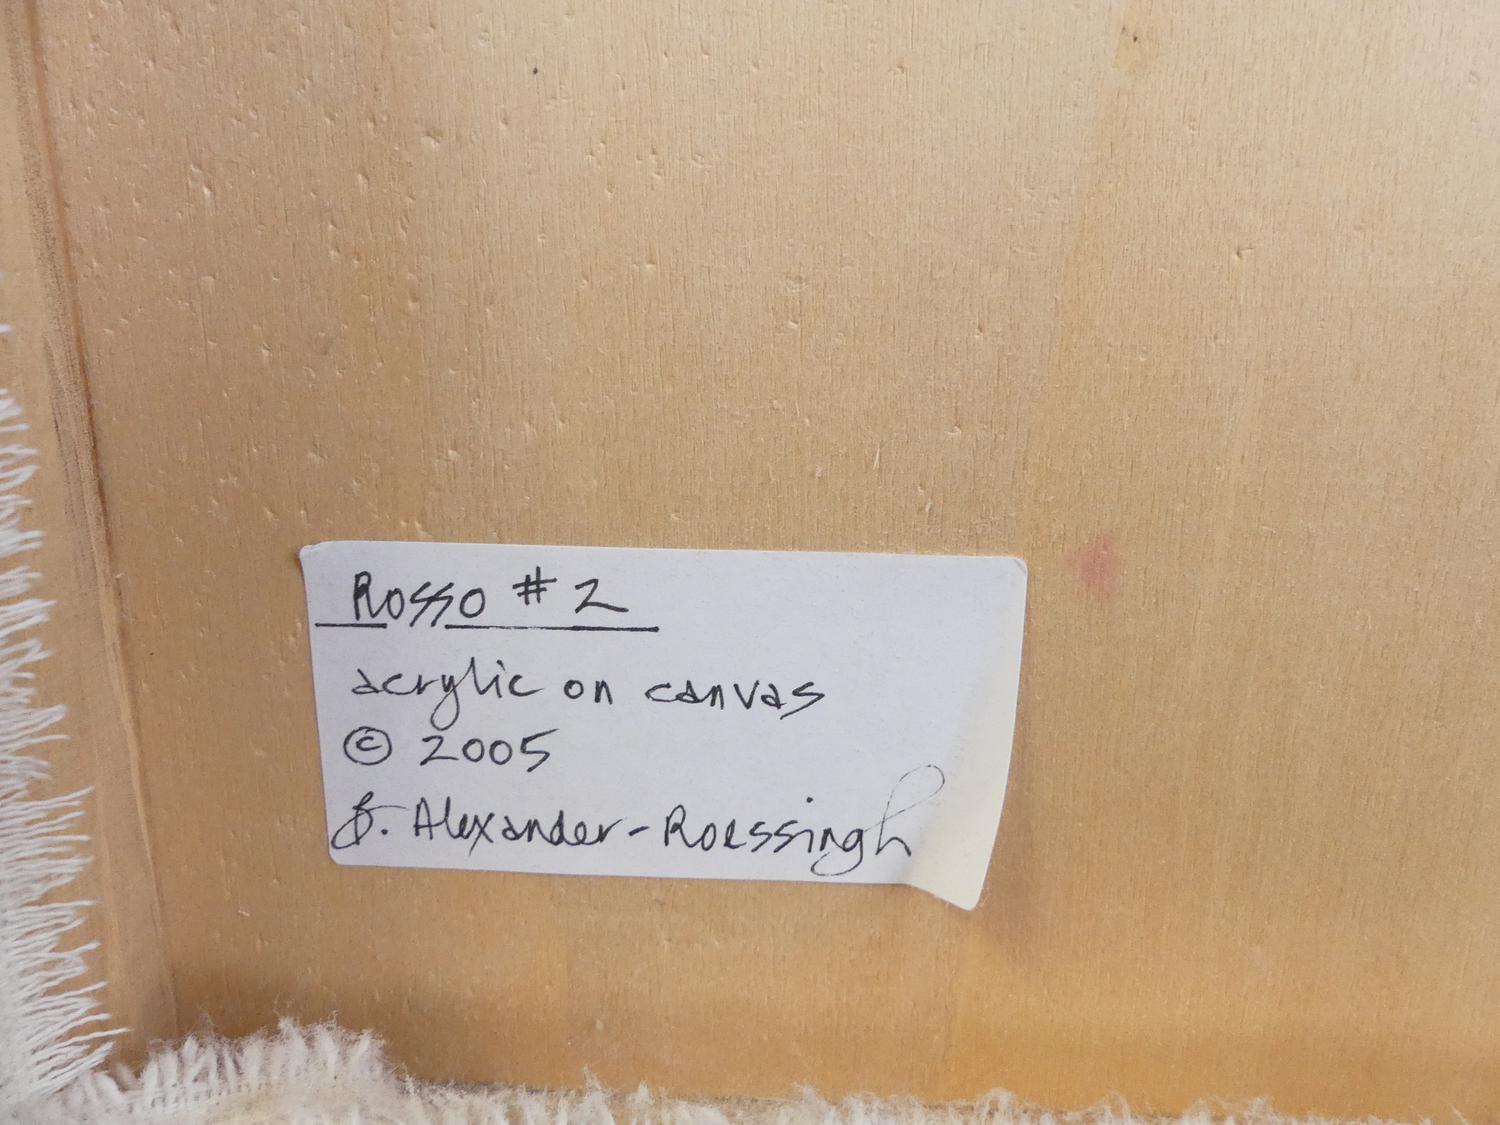 Rosso # 2
acrylic on canvas
© 2005
B. Alexander-Roessingh